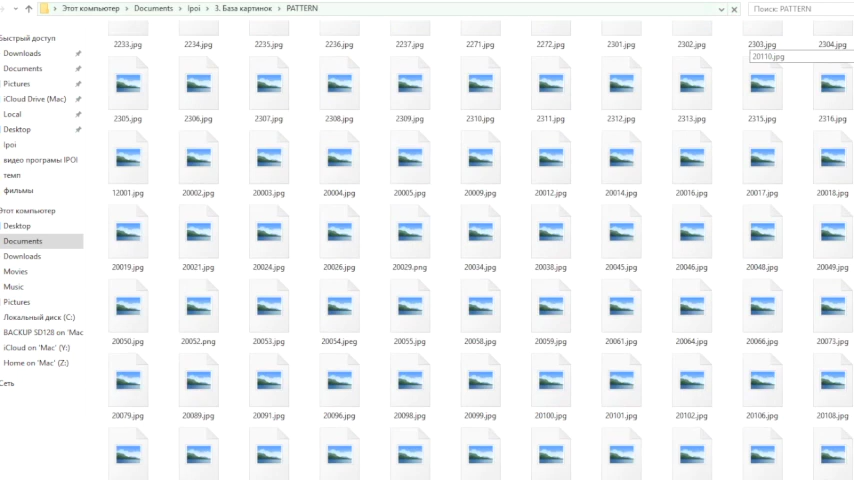 Этот компьютер > Documents > Ipoi > 3. База картинок > PATTERN
Поиск: PATTERN
Быстрый доступ
Downloads
Documents
Pictures
iCloud Drive (Mac)
Local
Desktop
Ipoi
видео програмы IPOI
темп
фильмы
Этот компьютер
Desktop
Documents
Downloads
Movies
Music
Pictures
Локальный диск (C:)
BACKUP SD128 on 'Mac
iCloud on 'Mac' (Y:)
Home on 'Mac' (Z:)
Сеть
2233.jpg 2234.jpg 2235.jpg 2236.jpg 2237.jpg 2271.jpg 2272.jpg 2301.jpg 2302.jpg 2303.jpg 2304.jpg
20110.jpg
2305.jpg 2306.jpg 2307.jpg 2308.jpg 2309.jpg 2310.jpg 2311.jpg 2312.jpg 2313.jpg 2315.jpg 2316.jpg
12001.jpg 20002.jpg 20003.jpg 20004.jpg 20005.jpg 20009.jpg 20012.jpg 20014.jpg 20016.jpg 20017.jpg 20018.jpg
20019.jpg 20021.jpg 20024.jpg 20026.jpg 20029.png 20034.jpg 20038.jpg 20045.jpg 20046.jpg 20048.jpg 20049.jpg
20050.jpg 20052.png 20053.jpg 20054.jpeg 20055.jpg 20058.jpg 20059.jpg 20061.jpg 20064.jpg 20066.jpg 20073.jpg
20079.jpg 20089.jpg 20091.jpg 20096.jpg 20098.jpg 20099.jpg 20100.jpg 20101.jpg 20102.jpg 20106.jpg 20108.jpg